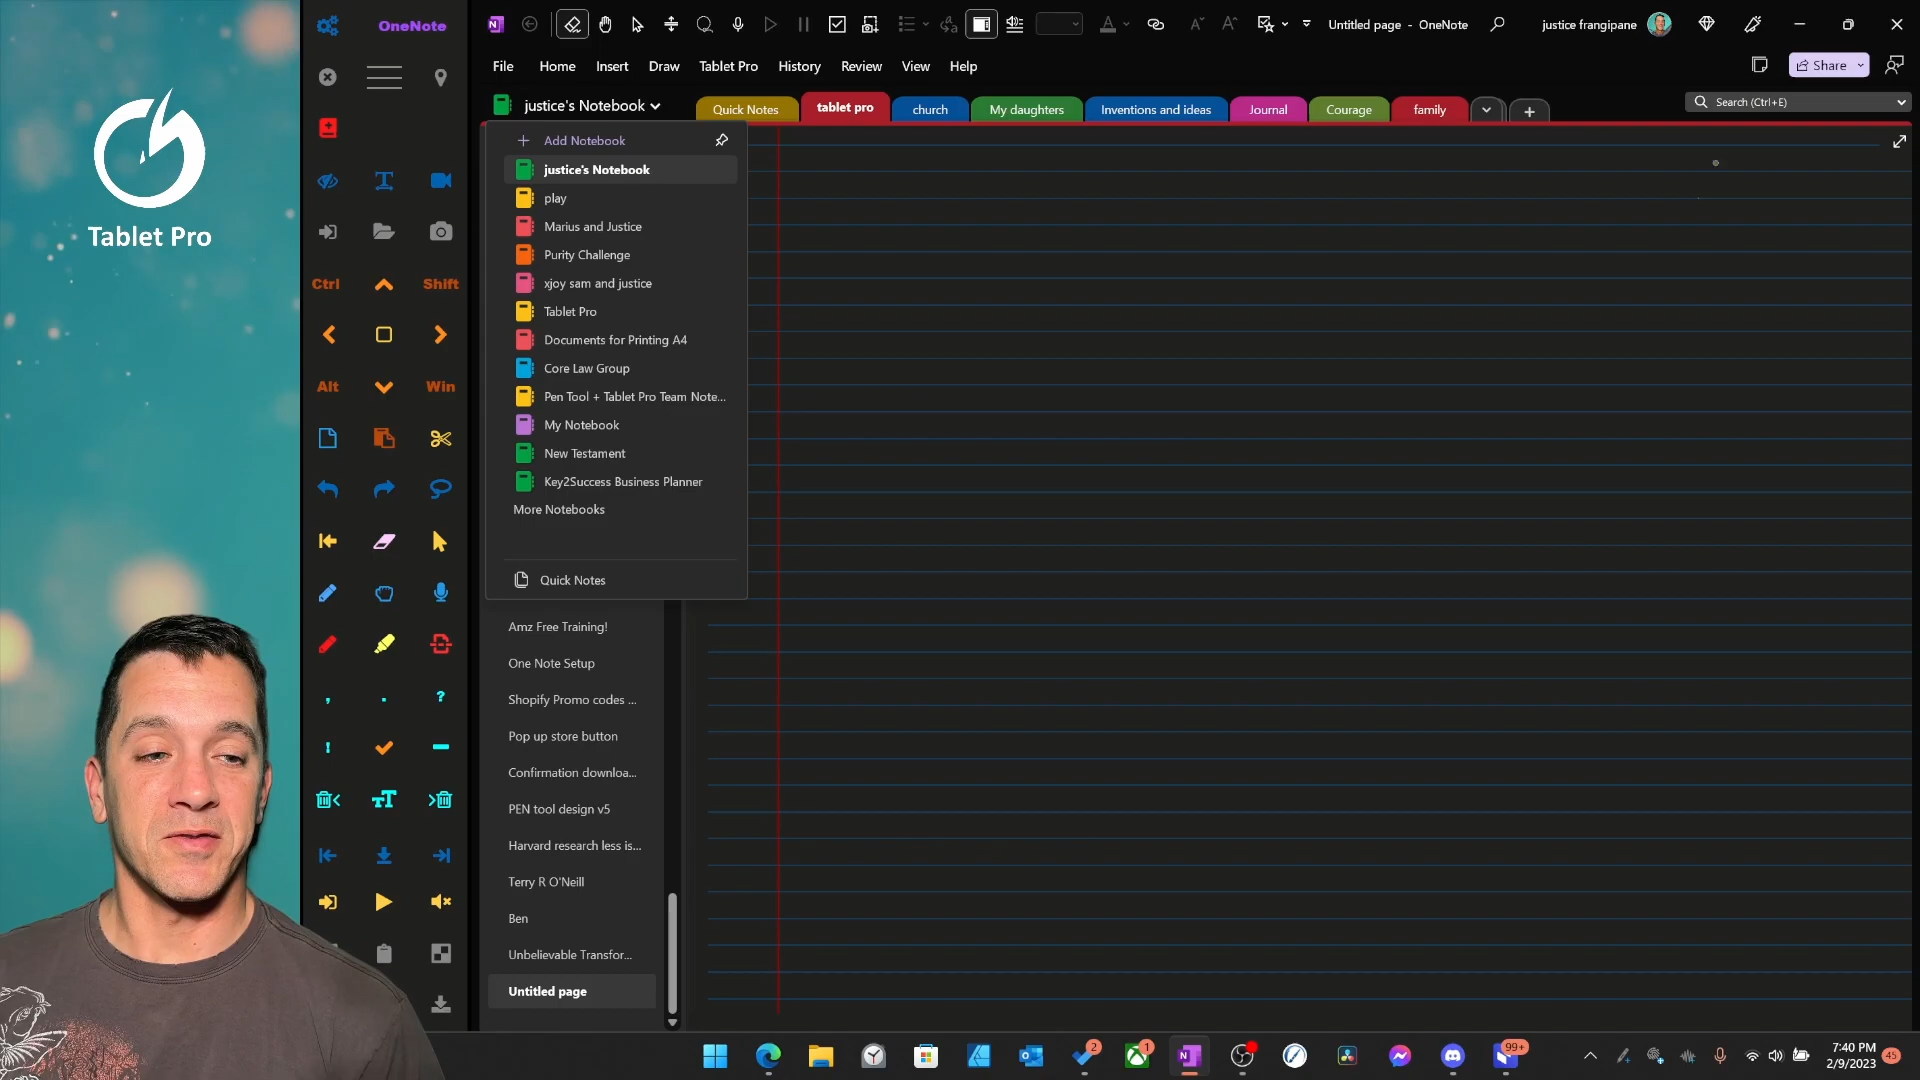 Tablet Pro
OneNote
Ctrl
Shift
Alt
Win
Untitled page - OneNote
justice frangipane
File
Home
Insert
Draw
Tablet Pro
History
Review
View
Help
Share
justice's Notebook
Quick Notes
tablet pro
church
My daughters
Inventions and ideas
Journal
Courage
family
Search (Ctrl+E)
Add Notebook
justice's Notebook
play
Marius and Justice
Purity Challenge
xjoy sam and justice
Tablet Pro
Documents for Printing A4
Core Law Group
Pen Tool + Tablet Pro Team Note...
My Notebook
New Testament
Key2Success Business Planner
More Notebooks
Quick Notes
Amz Free Training!
One Note Setup
Shopify Promo codes ...
Pop up store button
Confirmation downloa...
PEN tool design v5
Harvard research less is...
Terry R O'Neill
Ben
Unbelievable Transfor...
Untitled page
2
1
99+
7:40 PM
2/9/2023
45